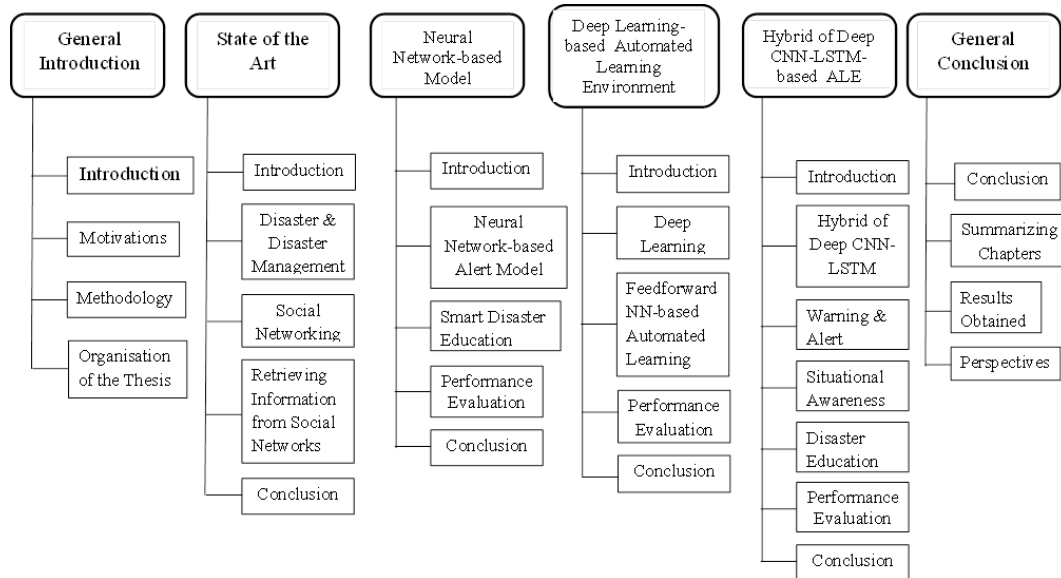 General
Introduction
Introduction
Motivations
Methodology
Organisation
of the Thesis
State of the
Art
Introduction
Disaster &
Disaster
Management
Social
Networking
Retrieving
Information
from Social
Networks
Conclusion
Neural
Network-based
Model
Introduction
Neural
Network-based
Alert Model
Smart Disaster
Education
Performance
Evaluation
Conclusion
Deep Learning-
based Automated
Learning
Environment
Introduction
Deep
Learning
Feedforward
NN-based
Automated
Learning
Performance
Evaluation
Conclusion
Hybrid of Deep
CNN-LSTM-
based ALE
Introduction
Hybrid of
Deep CNN-
LSTM
Warning &
Alert
Situational
Awareness
Disaster
Education
Performance
Evaluation
Conclusion
General
Conclusion
Conclusion
Summarizing
Chapters
Results
Obtained
Perspectives